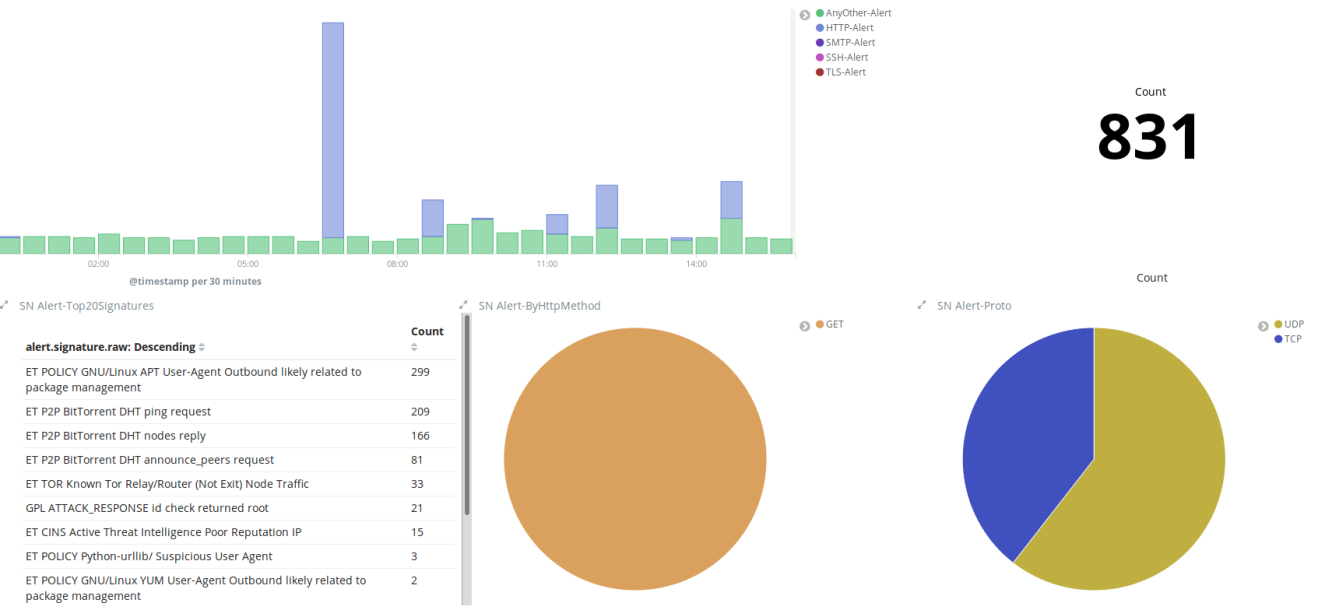 AnyOther-Alert
HTTP-Alert
SMTP-Alert
SSH-Alert
TLS-Alert
02:00
05:00
08:00
11:00
14:00
@timestamp per 30 minutes
Count
831
Count
SN Alert-Top20Signatures
alert.signature.raw: Descending
Count
ET POLICY GNU/Linux APT User-Agent Outbound likely related to
package management
299
ET P2P BitTorrent DHT ping request 209
ET P2P BitTorrent DHT nodes reply 166
ET P2P BitTorrent DHT announce_peers request 81
ET TOR Known Tor Relay/Router (Not Exit) Node Traffic 33
GPL ATTACK_RESPONSE id check returned root 21
ET CINS Active Threat Intelligence Poor Reputation IP 15
ET POLICY Python-urllib/ Suspicious User Agent 3
ET POLICY GNU/Linux YUM User-Agent Outbound likely related to
package management
2
SN Alert-ByHttpMethod
GET
SN Alert-Proto
UDP
TCP